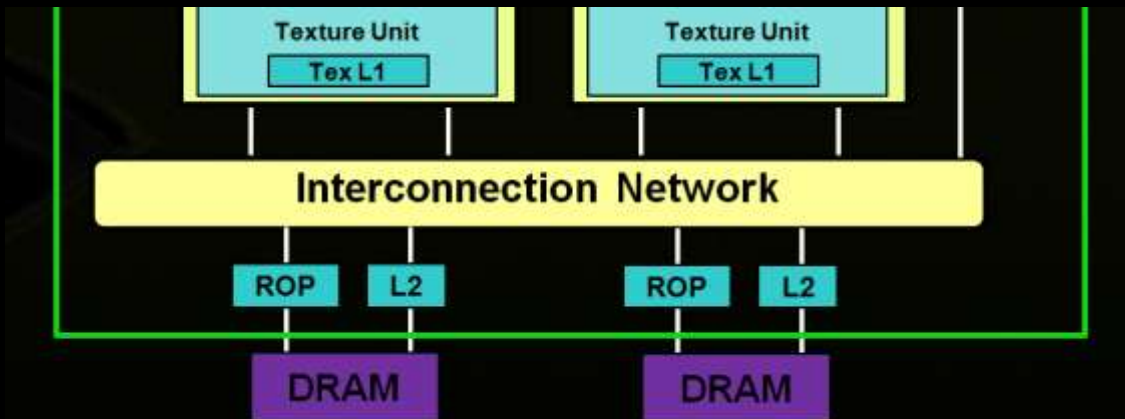 Texture Unit
Tex L1
Texture Unit
Tex L1
Interconnection Network
ROP
L2
ROP
L2
DRAM
DRAM